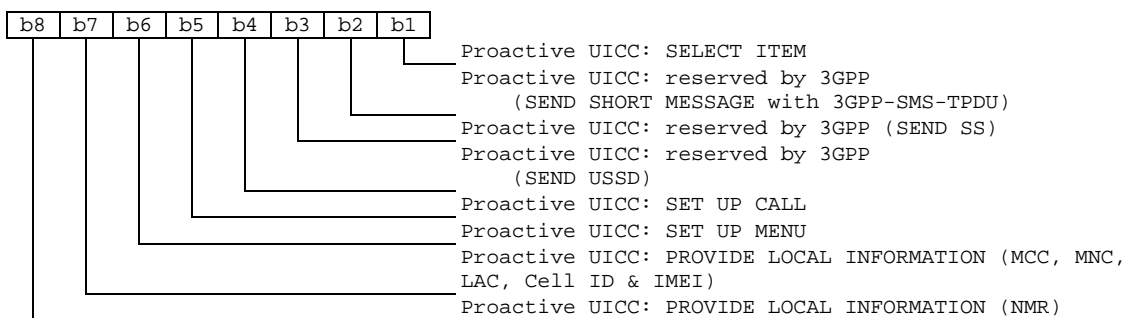 b8 b7 b6 b5 b4 b3 b2 b1
Proactive UICC: SELECT ITEM
Proactive UICC: reserved by 3GPP
(SEND SHORT MESSAGE with 3GPP-SMS-TPDU)
Proactive UICC: reserved by 3GPP (SEND SS)
Proactive UICC: reserved by 3GPP
(SEND USSD)
Proactive UICC: SET UP CALL
Proactive UICC: SET UP MENU
Proactive UICC: PROVIDE LOCAL INFORMATION (MCC, MNC,
LAC, Cell ID & IMEI)
Proactive UICC: PROVIDE LOCAL INFORMATION (NMR)